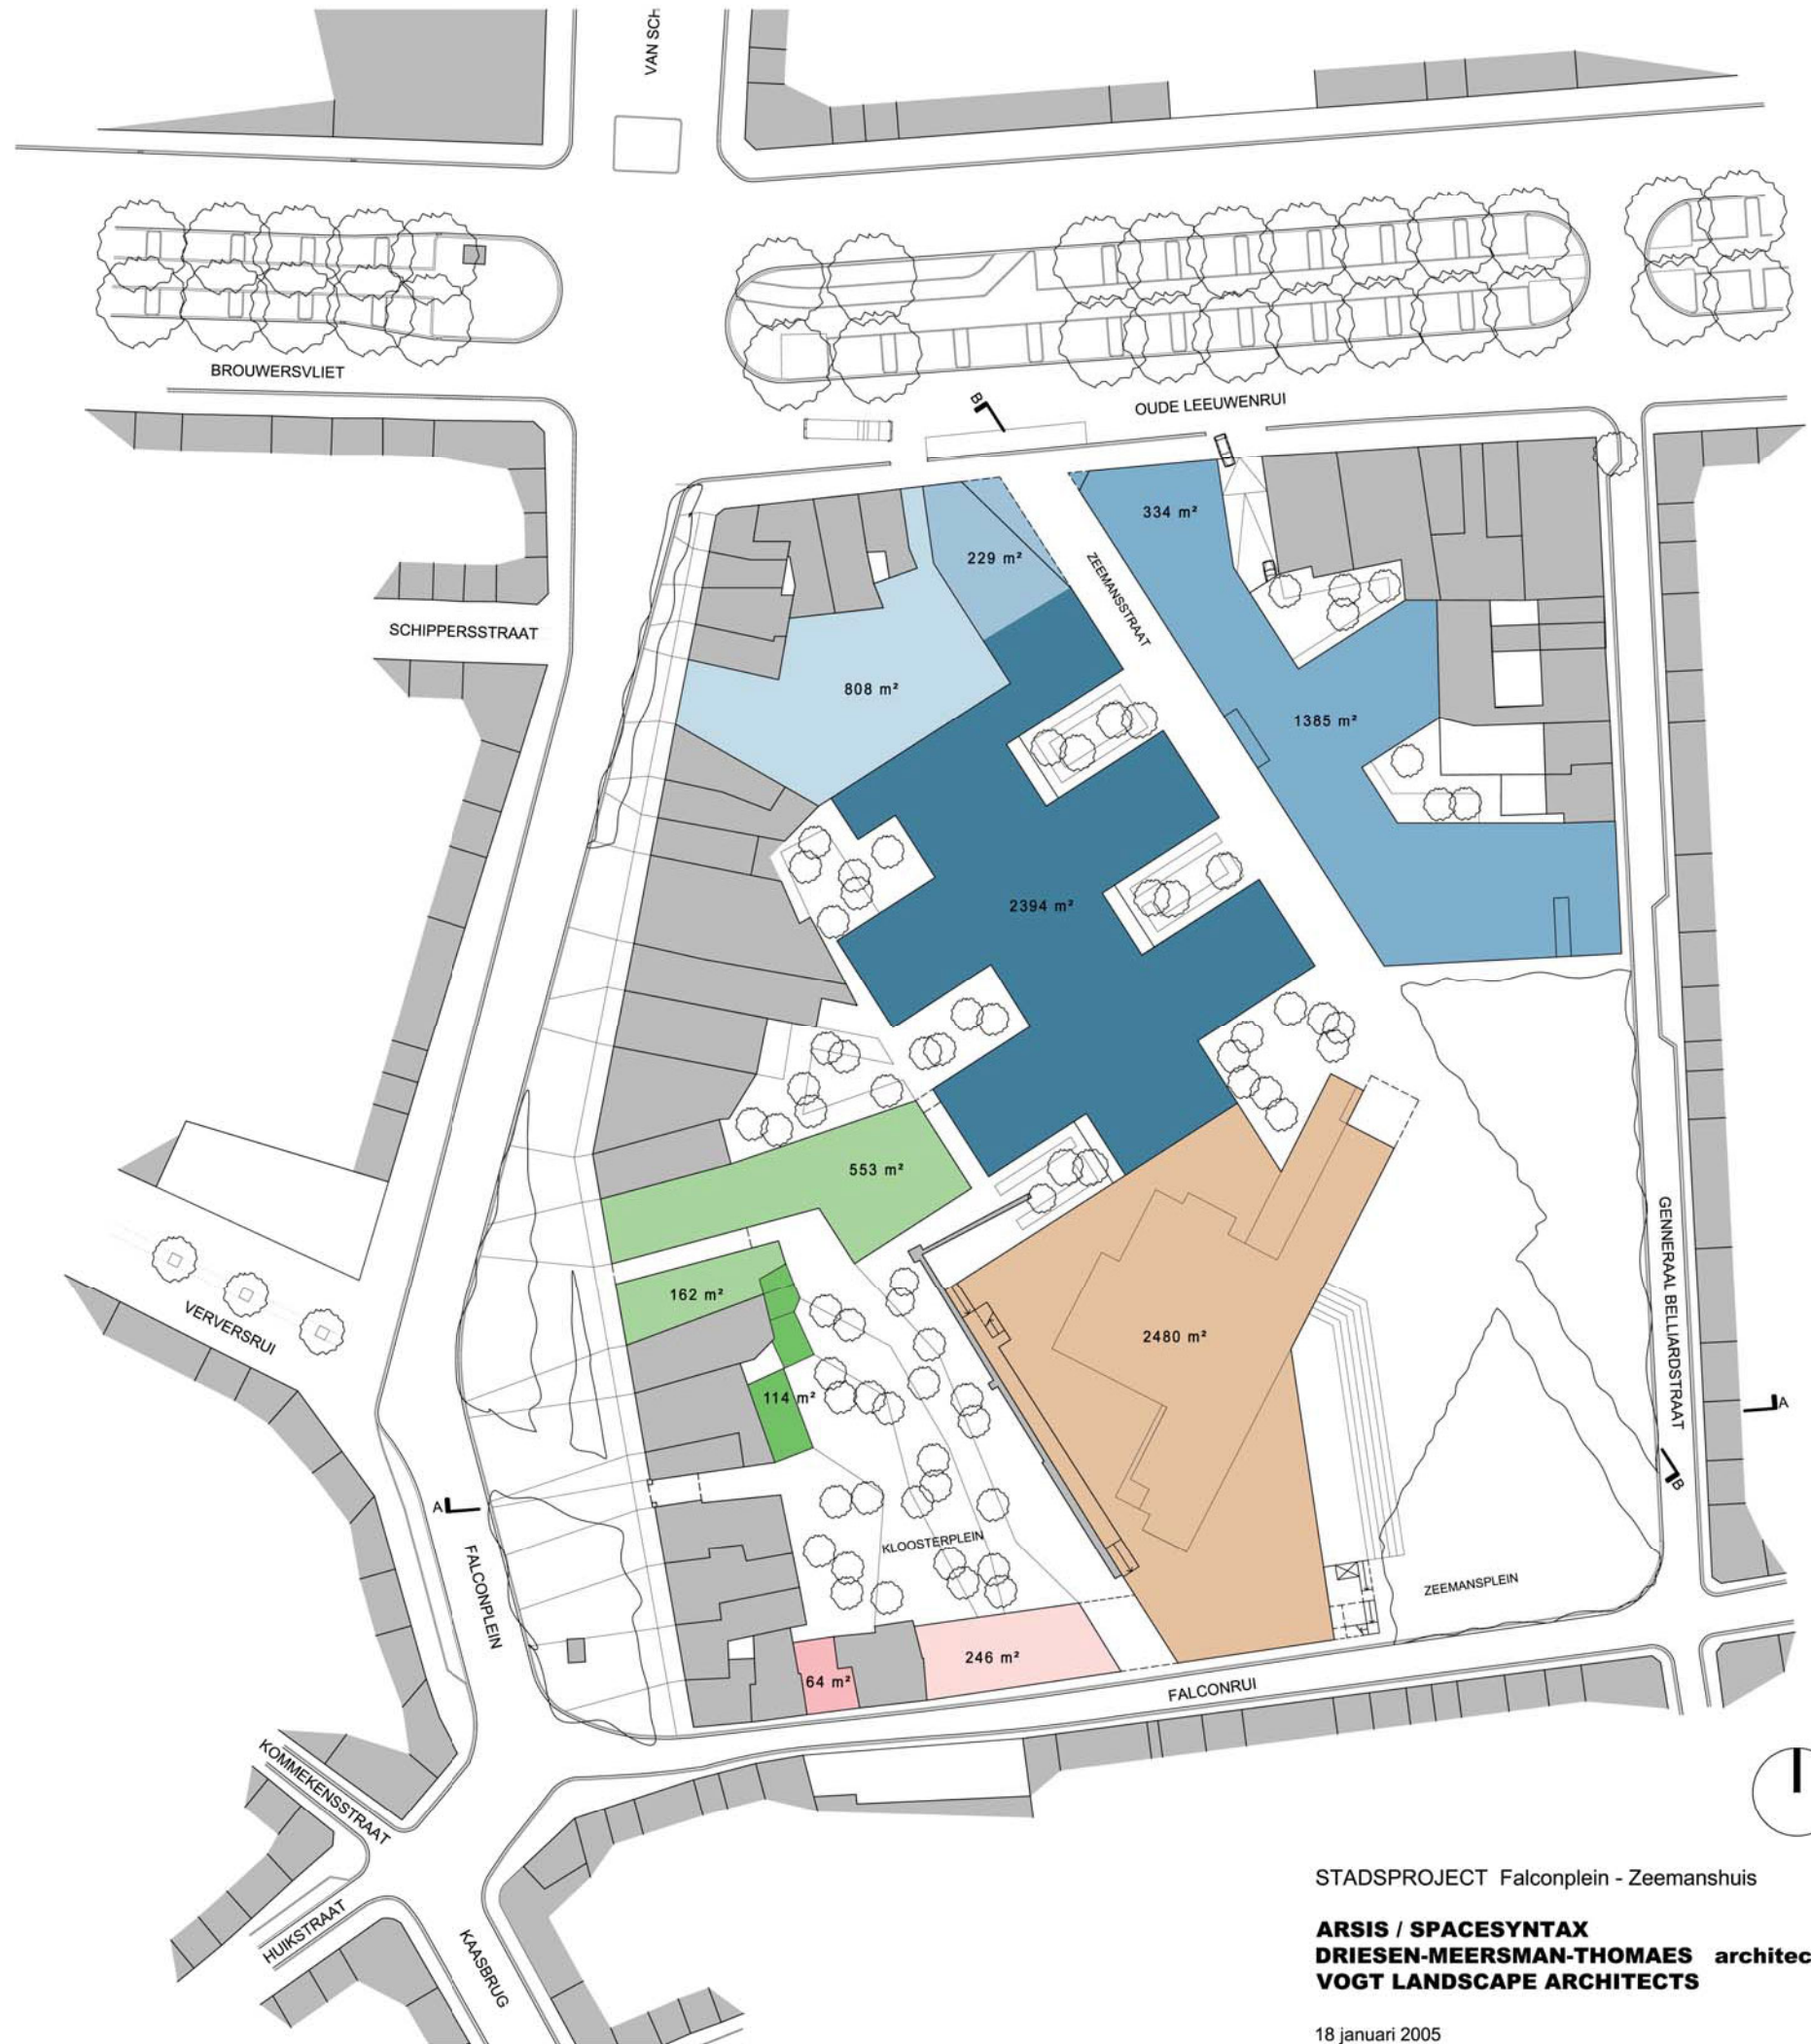 VAN SCH
BROUWERSVLIET
B
OUDE LEEUWENRUI
334 m²
229 m²
ZEEMANSSTRAAT
SCHIPPERSSTRAAT
808 m²
1385 m²
2394 m²
553 m²
GENNERAAL BELLIARDSTRAAT
162 m²
VERVERSRUI
2480 m²
114 m²
A
B
A
KLOOSTERPLEIN
FALCONPLEIN
ZEEMANSPLEIN
246 m²
64 m²
FALCONRUI
KOMMEKENSSTRAAT
HUIKSTRAAT
KAASBRUG
STADSPROJECT Falconplein - Zeemanshuis
ARSIS / SPACESYNTAX
DRIESEN-MEERSMAN-THOMAES architec
VOGT LANDSCAPE ARCHITECTS
18 januari 2005